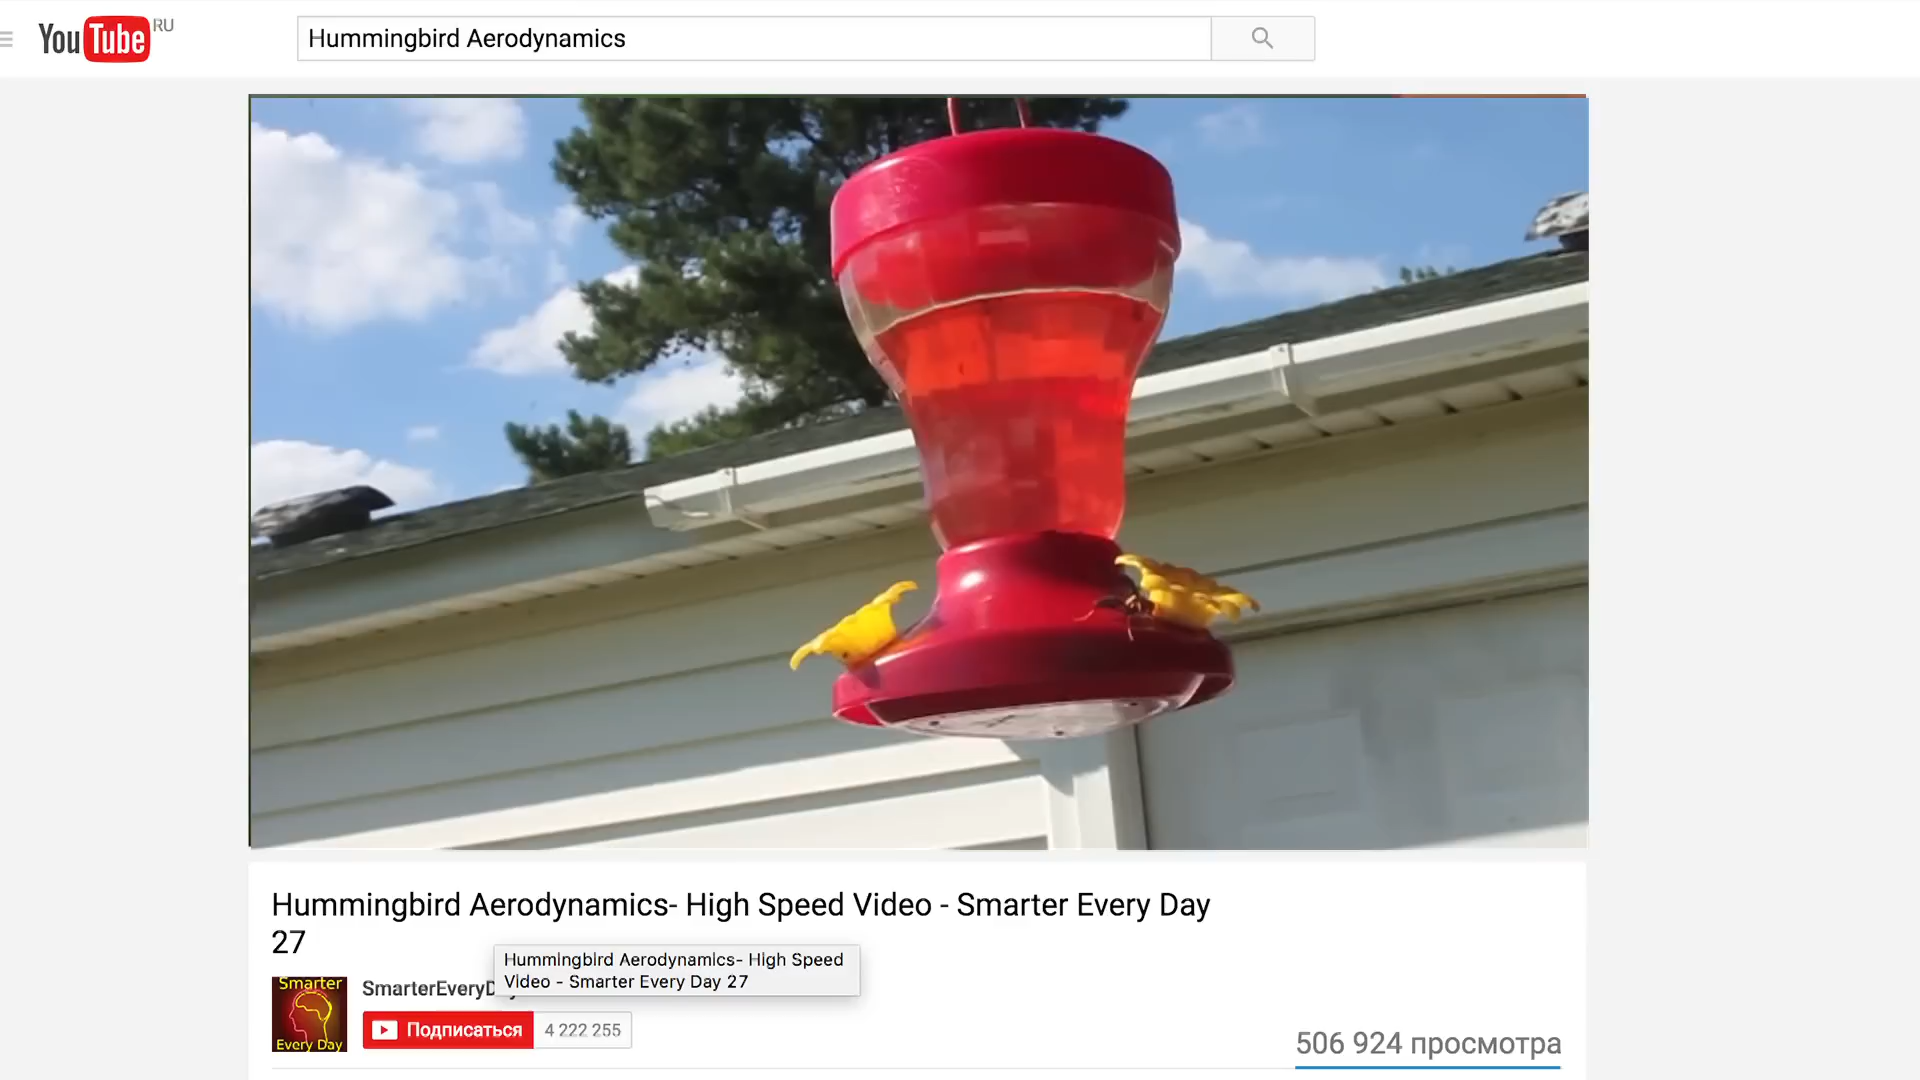 YouTube RU
Hummingbird Aerodynamics
Hummingbird Aerodynamics- High Speed Video - Smarter Every Day
27
Hummingbird Aerodynamics- High Speed
Video - Smarter Every Day 27
Smarter
Every Day
SmarterEveryDay
Подписаться 4 222 255
506 924 просмотра